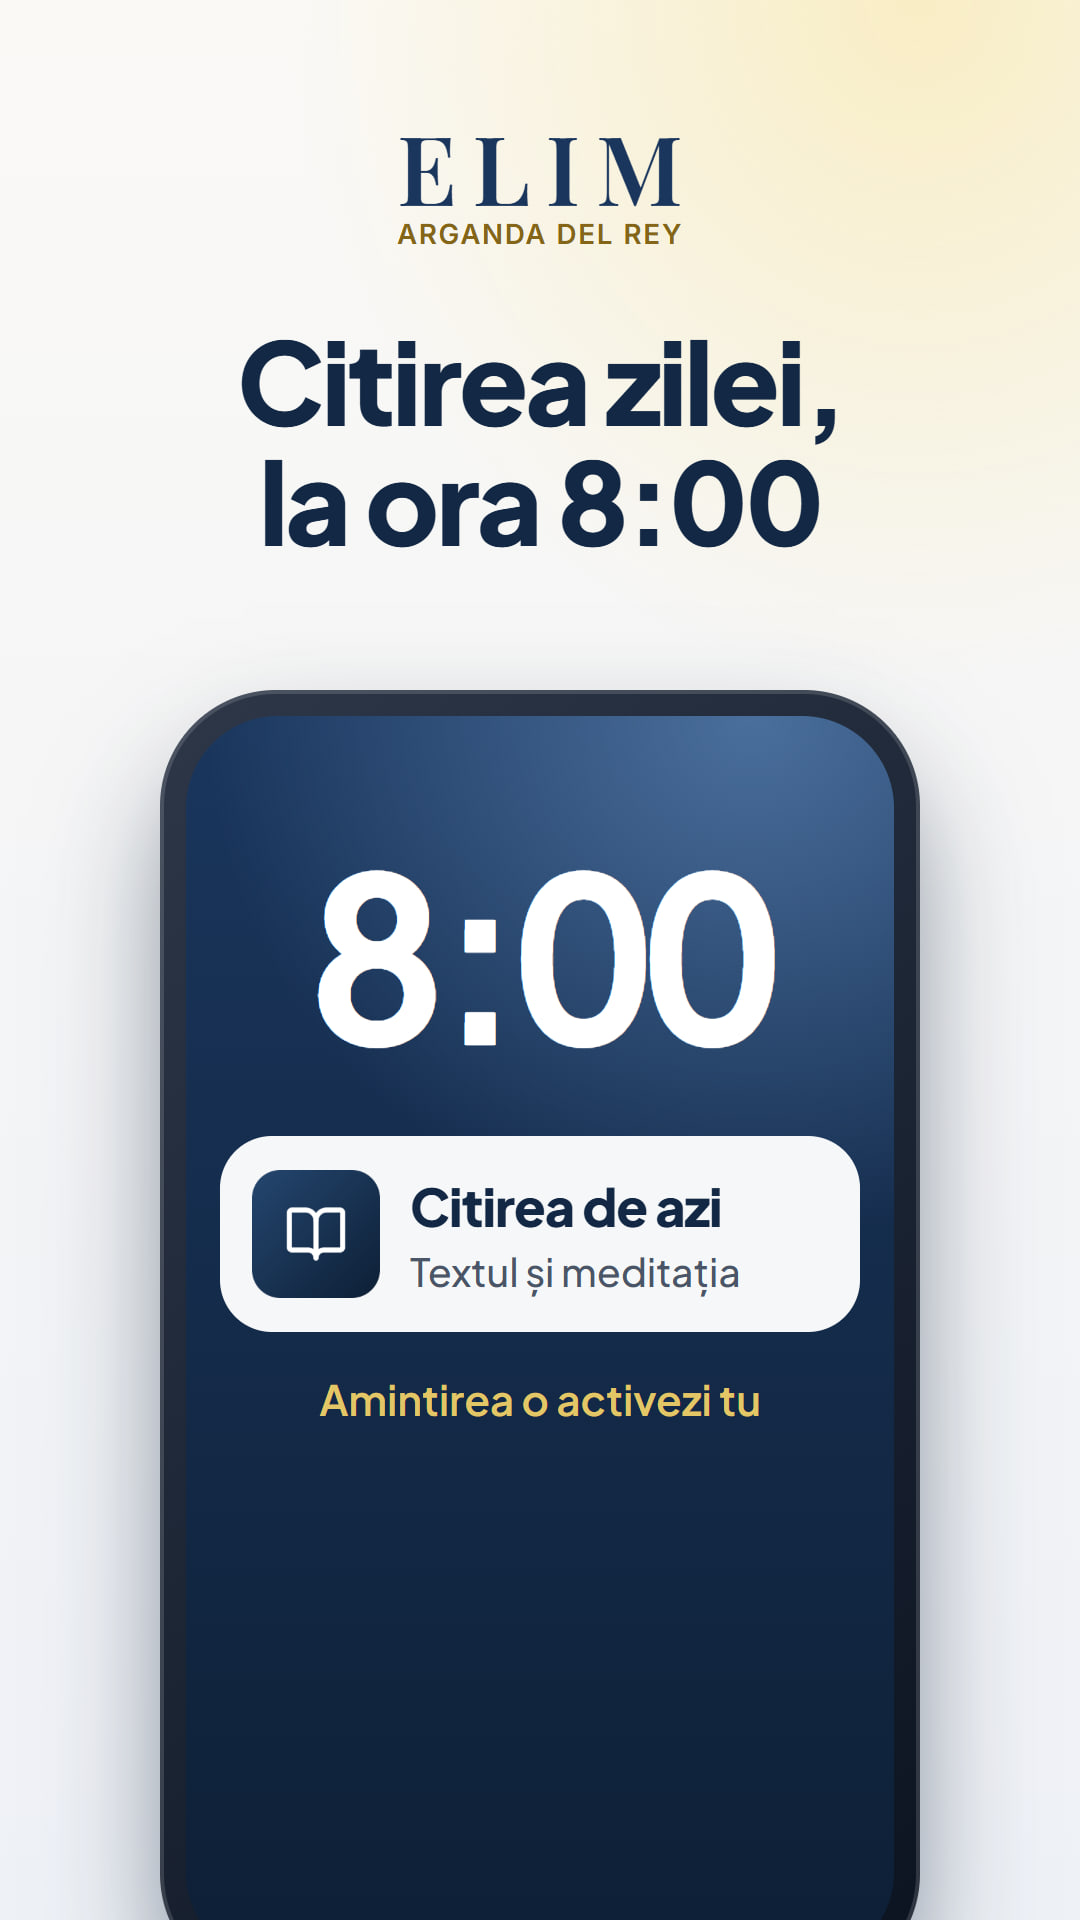 ELIM
ARGANDA DEL REY
Citirea zilei,
la ora 8:00
8:00
Citirea de azi
Textul și meditația
Amintirea o activezi tu